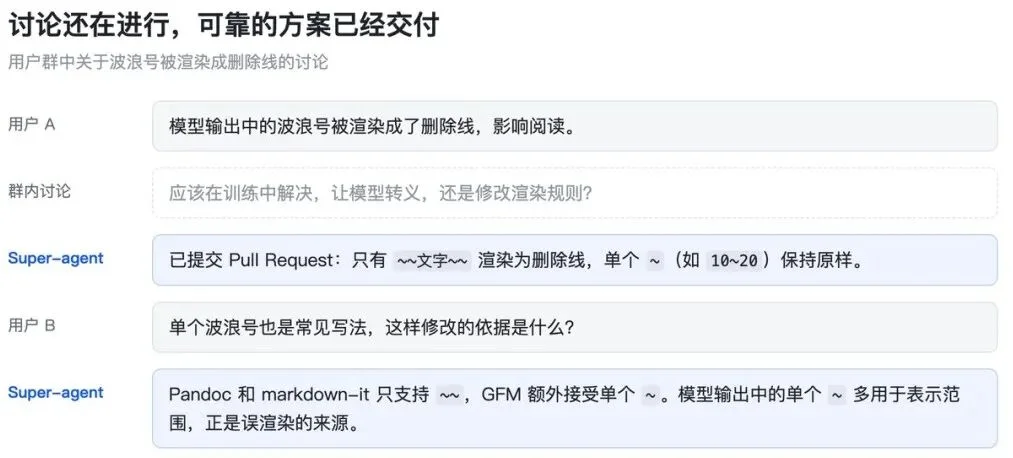 讨论还在进行，可靠的方案已经交付
用户群中关于波浪号被渲染成删除线的讨论
用户 A
模型输出中的波浪号被渲染成了删除线，影响阅读。
群内讨论
应该在训练中解决，让模型转义，还是修改渲染规则？
Super-agent
已提交 Pull Request：只有 ~~文字~~ 渲染为删除线，单个 ~（如 10~20）保持原样。
用户 B
单个波浪号也是常见写法，这样修改的依据是什么？
Super-agent
Pandoc 和 markdown-it 只支持 ~~，GFM 额外接受单个 ~。模型输出中的单个 ~ 多用于表示范
围，正是误渲染的来源。